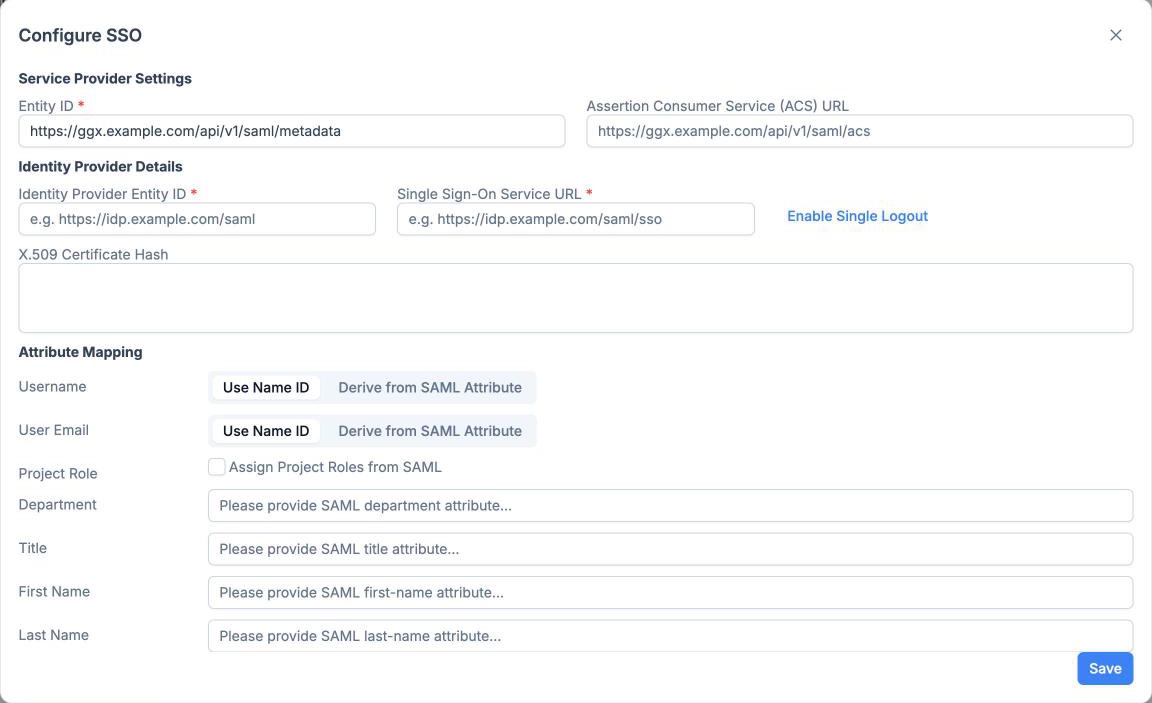 Configure SSO
Service Provider Settings
Entity ID *
Assertion Consumer Service (ACS) URL
https://ggx.example.com/api/v1/saml/metadata
https://ggx.example.com/api/v1/saml/acs
Identity Provider Details
Identity Provider Entity ID *
Single Sign-On Service URL *
e.g. https://idp.example.com/saml
e.g. https://idp.example.com/saml/sso
Enable Single Logout
X.509 Certificate Hash
Attribute Mapping
Username
Use Name ID
Derive from SAML Attribute
User Email
Use Name ID
Derive from SAML Attribute
Project Role
Assign Project Roles from SAML
Department
Please provide SAML department attribute...
Title
Please provide SAML title attribute...
First Name
Please provide SAML first-name attribute...
Last Name
Please provide SAML last-name attribute...
Save